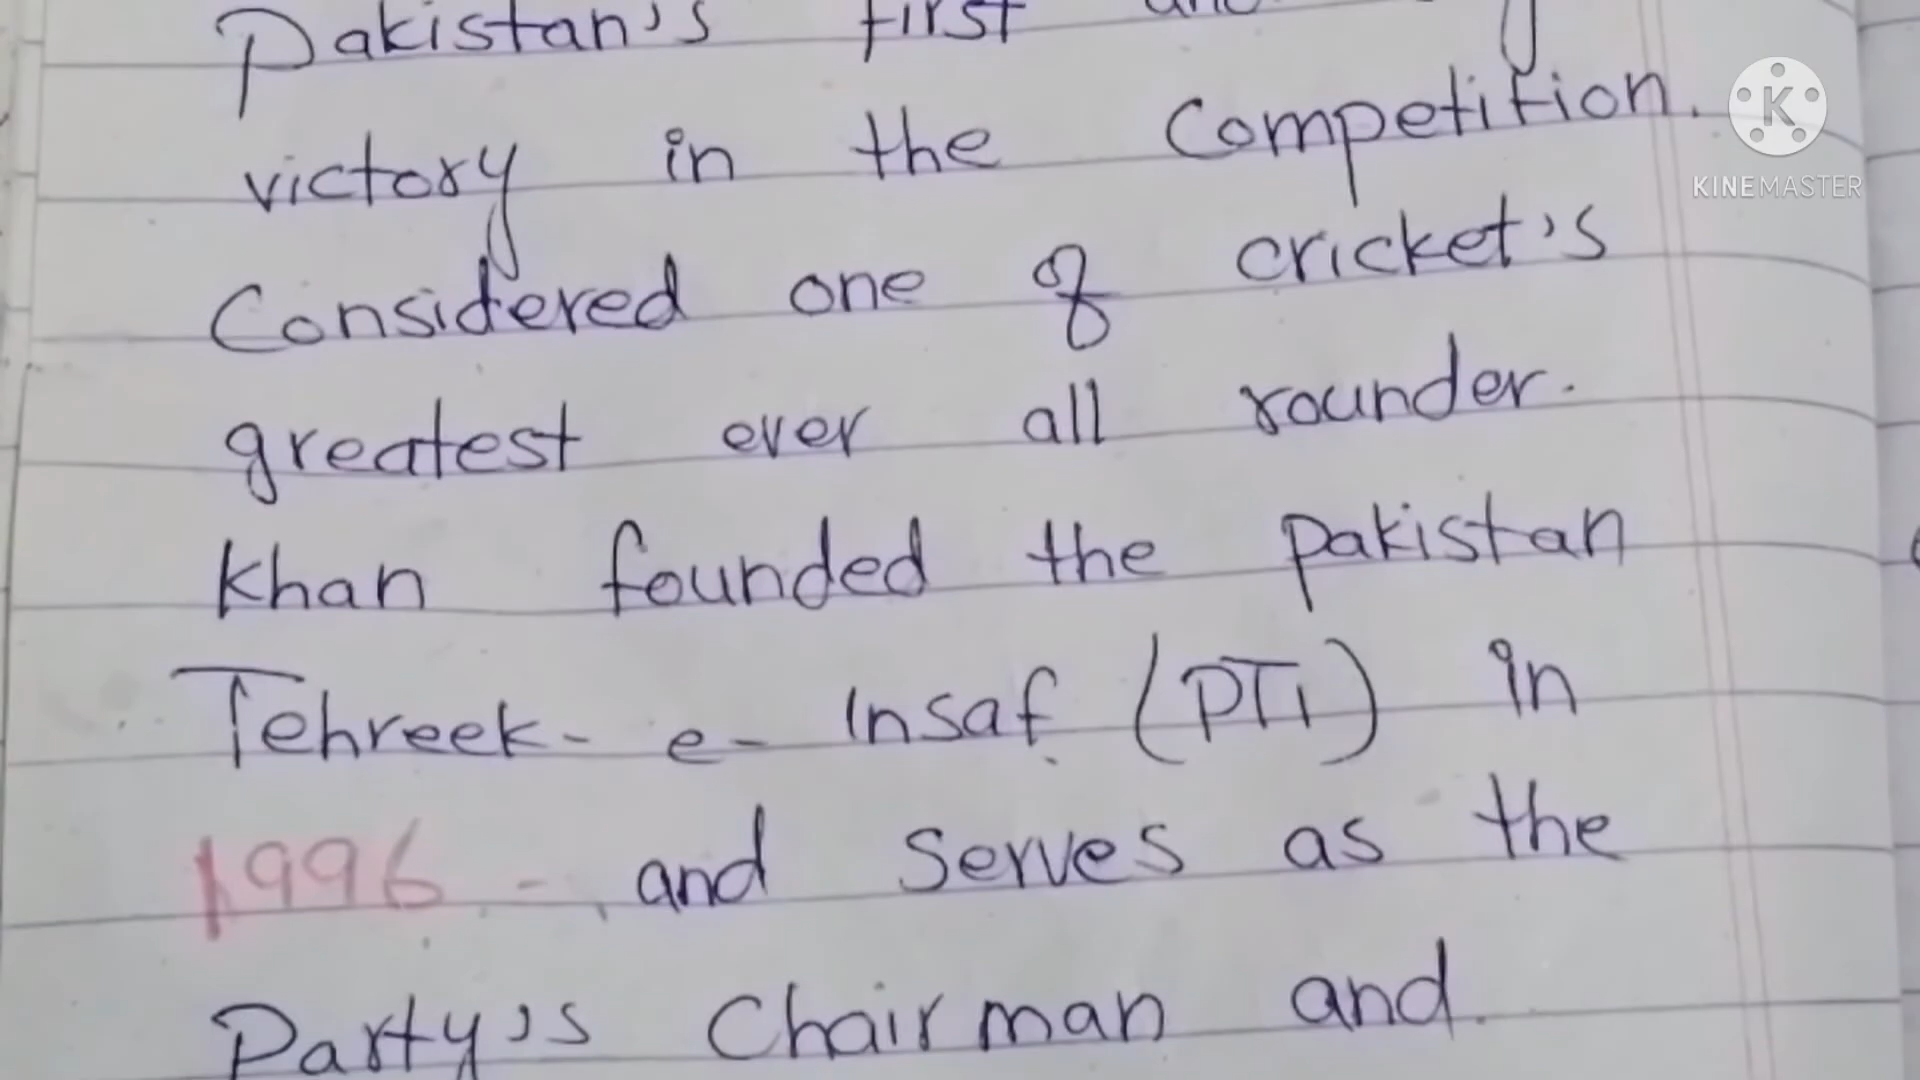 Pakistan's first
victory in the Competition.
K
KINEMASTER
Considered one of cricket's
greatest ever all rounder.
Khan founded the pakistan
Tehreek- e- Insaf (PTI) in
1996 - and Serves as the
Party's Chairman and